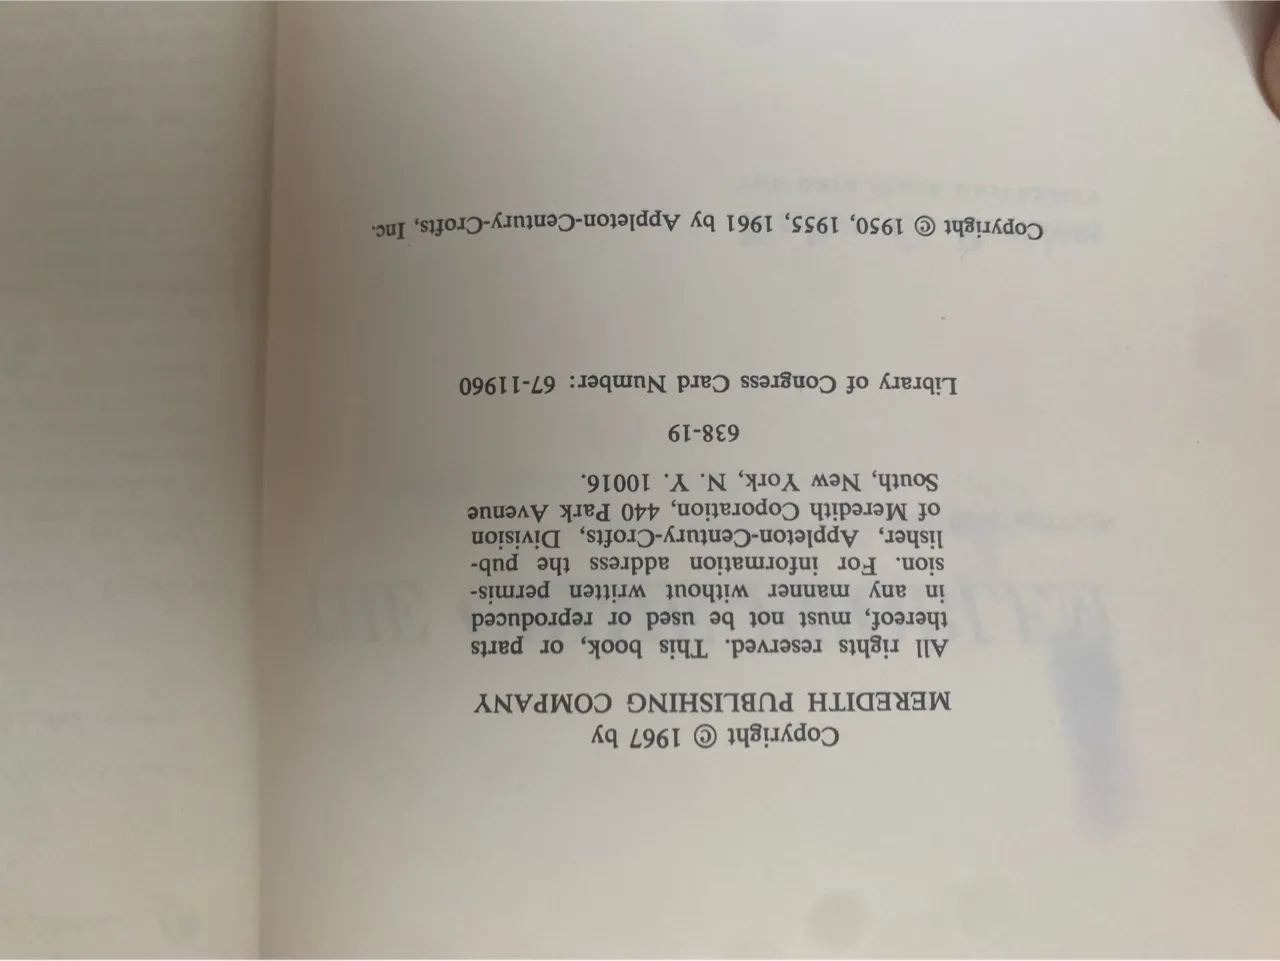 Copyright © 1967 by
MEREDITH PUBLISHING COMPANY
All rights reserved. This book, or parts
thereof, must not be used or reproduced
in any manner without written permis-
sion. For information address the pub-
lisher, Appleton-Century-Crofts, Division
of Meredith Coporation, 440 Park Avenue
South, New York, N. Y. 10016.
638-19
Library of Congress Card Number: 67-11960
Copyright © 1950, 1955, 1961 by Appleton-Century-Crofts, Inc.